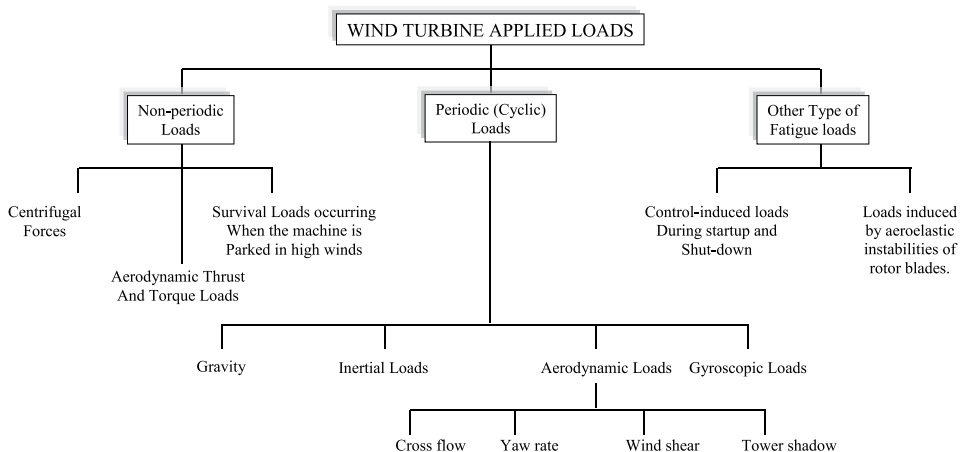 WIND TURBINE APPLIED LOADS
Non-periodic
Loads
Periodic (Cyclic)
Loads
Other Type of
Fatigue loads
Centrifugal
Forces
Aerodynamic Thrust
And Torque Loads
Survival Loads occurring
When the machine is
Parked in high winds
Control-induced loads
During startup and
Shut-down
Loads induced
by aeroelastic
instabilities of
rotor blades.
Gravity
Inertial Loads
Aerodynamic Loads
Gyroscopic Loads
Cross flow
Yaw rate
Wind shear
Tower shadow